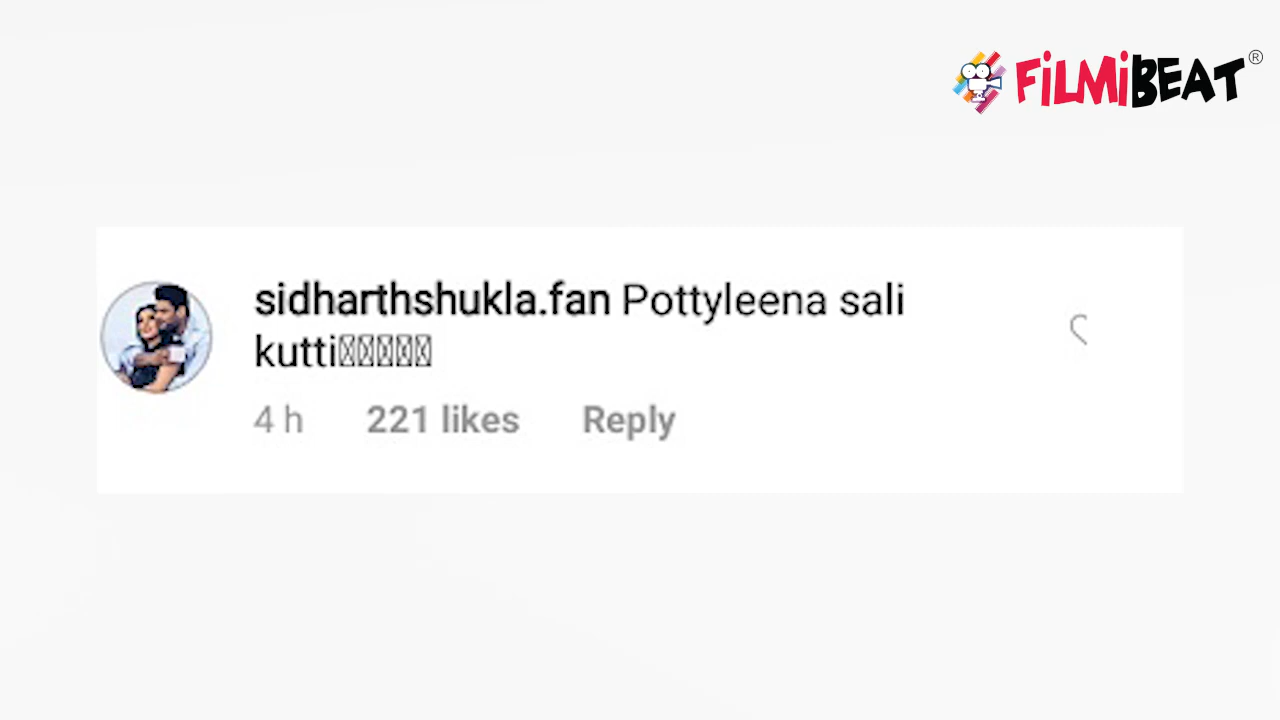 FiLMiBEAT®
sidharthshukla.fan Pottyleena sali
kutti
4 h 221 likes Reply